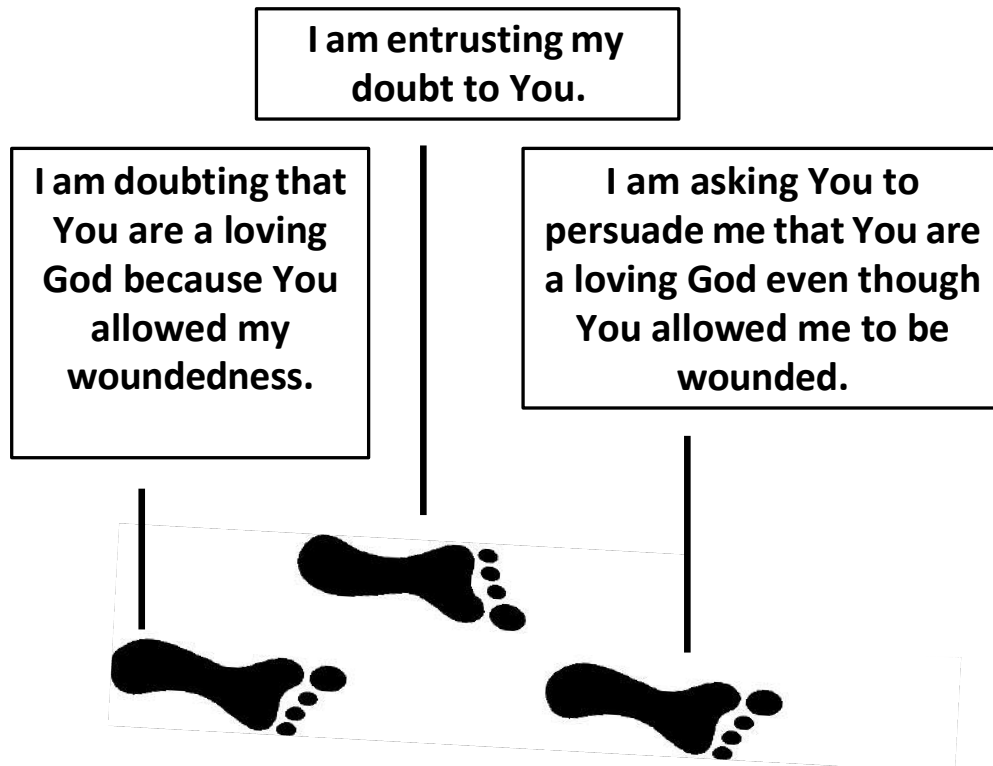 I am entrusting my
doubt to You.
I am doubting that
You are a loving
God because You
allowed my
woundedness.
I am asking You to
persuade me that You are
a loving God even though
You allowed me to be
wounded.